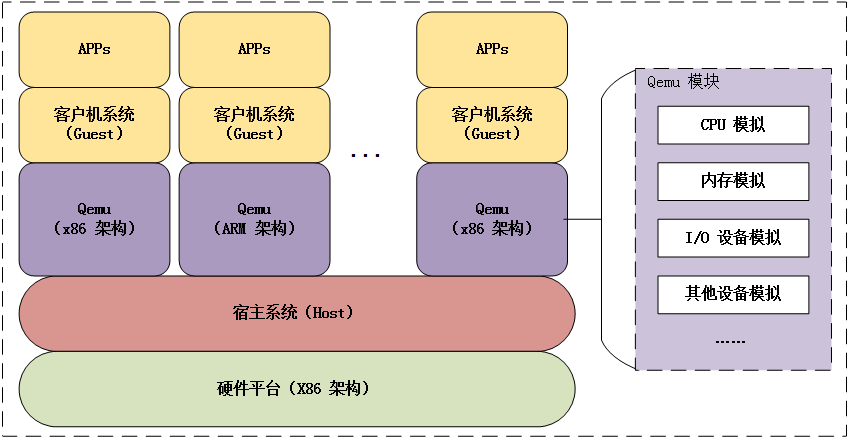 APPs
APPs
APPs
客户机系统
（Guest）
客户机系统
（Guest）
客户机系统
（Guest）
...
Qemu
（x86 架构）
Qemu
（ARM 架构）
Qemu
（x86 架构）
宿主系统（Host）
硬件平台（X86 架构）
Qemu 模块
CPU 模拟
内存模拟
I/O 设备模拟
其他设备模拟
......